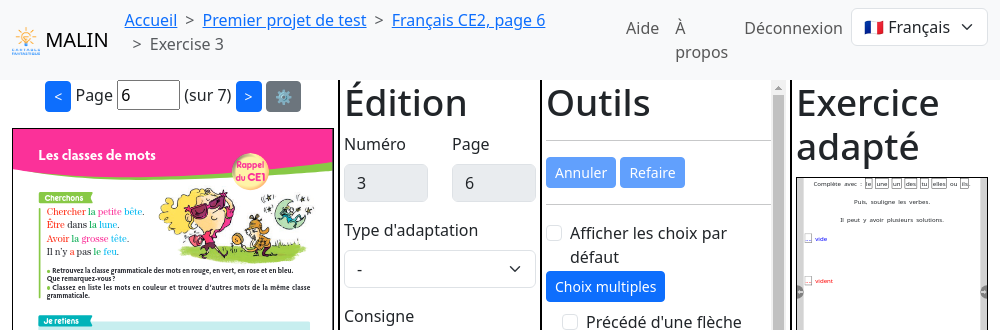 MALIN
Accueil > Premier projet de test > Français CE2, page 6
> Exercise 3
Aide
À propos
Déconnexion
Français
< Page 6 (sur 7) >
Les classes de mots
Rappel
du CE1
Cherchons
Chercher la petite bête.
Être dans la lune.
Avoir la grosse tête.
Il n'y a pas le feu.
Retrouvez la classe grammaticale des mots en rouge, en vert, en rose et en bleu.
Que remarquez-vous ?
Classez en liste les mots en couleur et trouvez d'autres mots de la même classe
grammaticale.
Je retiens
Édition
Numéro Page
3 6
Type d'adaptation
-
Consigne
Outils
Annuler Refaire
Afficher les choix par
défaut
Choix multiples
Précédé d'une flèche
Exercice
adapté
Complète avec : te une un des tu elles ou ils.
Puis, souligne les verbes.
Il peut y avoir plusieurs solutions.
... vide
... vident